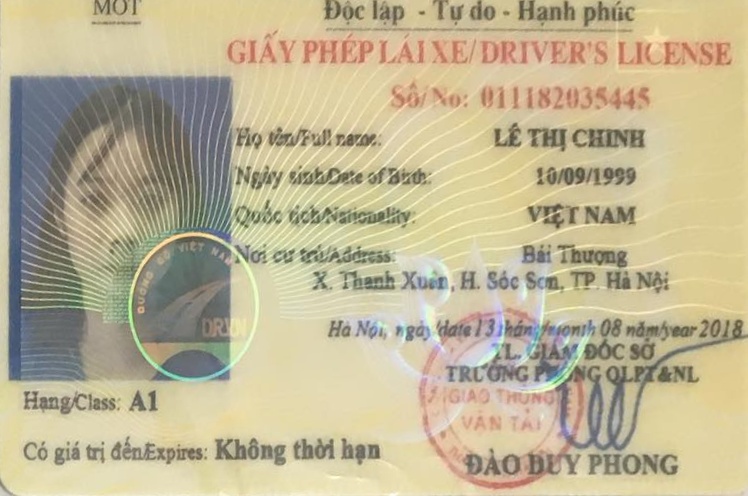 MỘT
Độc lập - Tự do - Hạnh phúc
GIẤY PHÉP LÁI XE/DRIVER'S LICENSE
Số/No: 011182035445
Họ tên/Full name: LÊ THỊ CHINH
Ngày sinh/Date of Birth: 10/09/1999
Quốc tịch/Nationality: VIỆT NAM
Nơi cư trú/Address: Bái Thượng
X. Thanh Xuân, H. Sóc Sơn, TP. Hà Nội
Hà Nội, ngày/date 13 tháng/month 08 năm/year 2018
TL. GIÁM ĐỐC SỞ
TRƯỞNG PHÒNG QLPT&NL
GIAO THÔNG
VẬN TẢI
ĐƯỜNG BỘ VIỆT NAM
DRVN
Hạng/Class: A1
Có giá trị đến/Expires: Không thời hạn
ĐÀO DUY PHONG